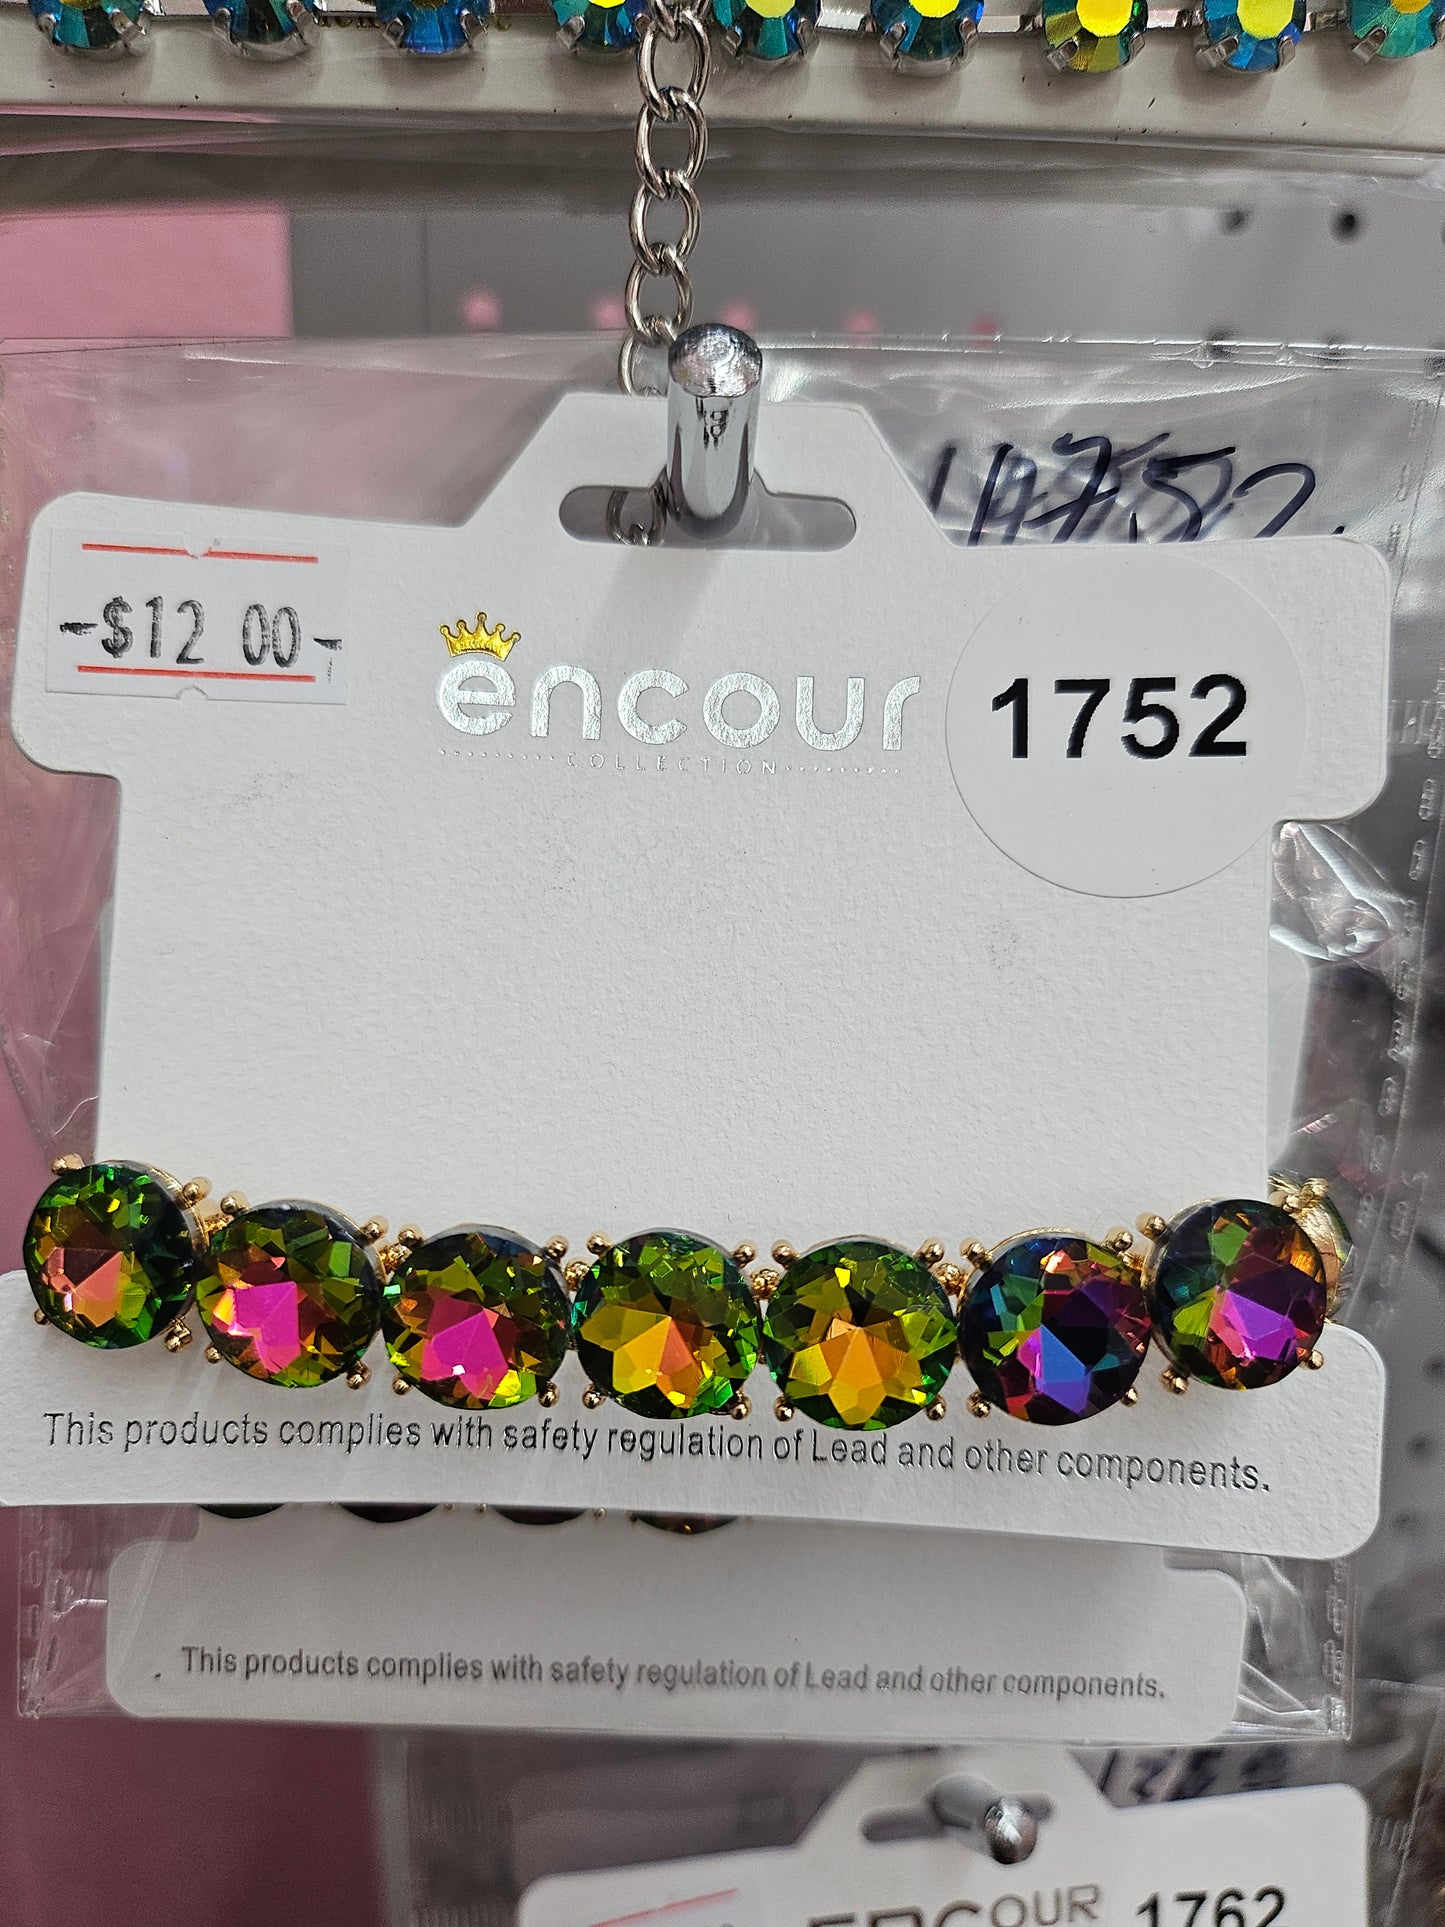 -$12 00-
encour
COLLECTION
1752
This products complies with safety regulation of Lead and other components.
This products complies with safety regulation of Lead and other components.
ENCOUR
1762